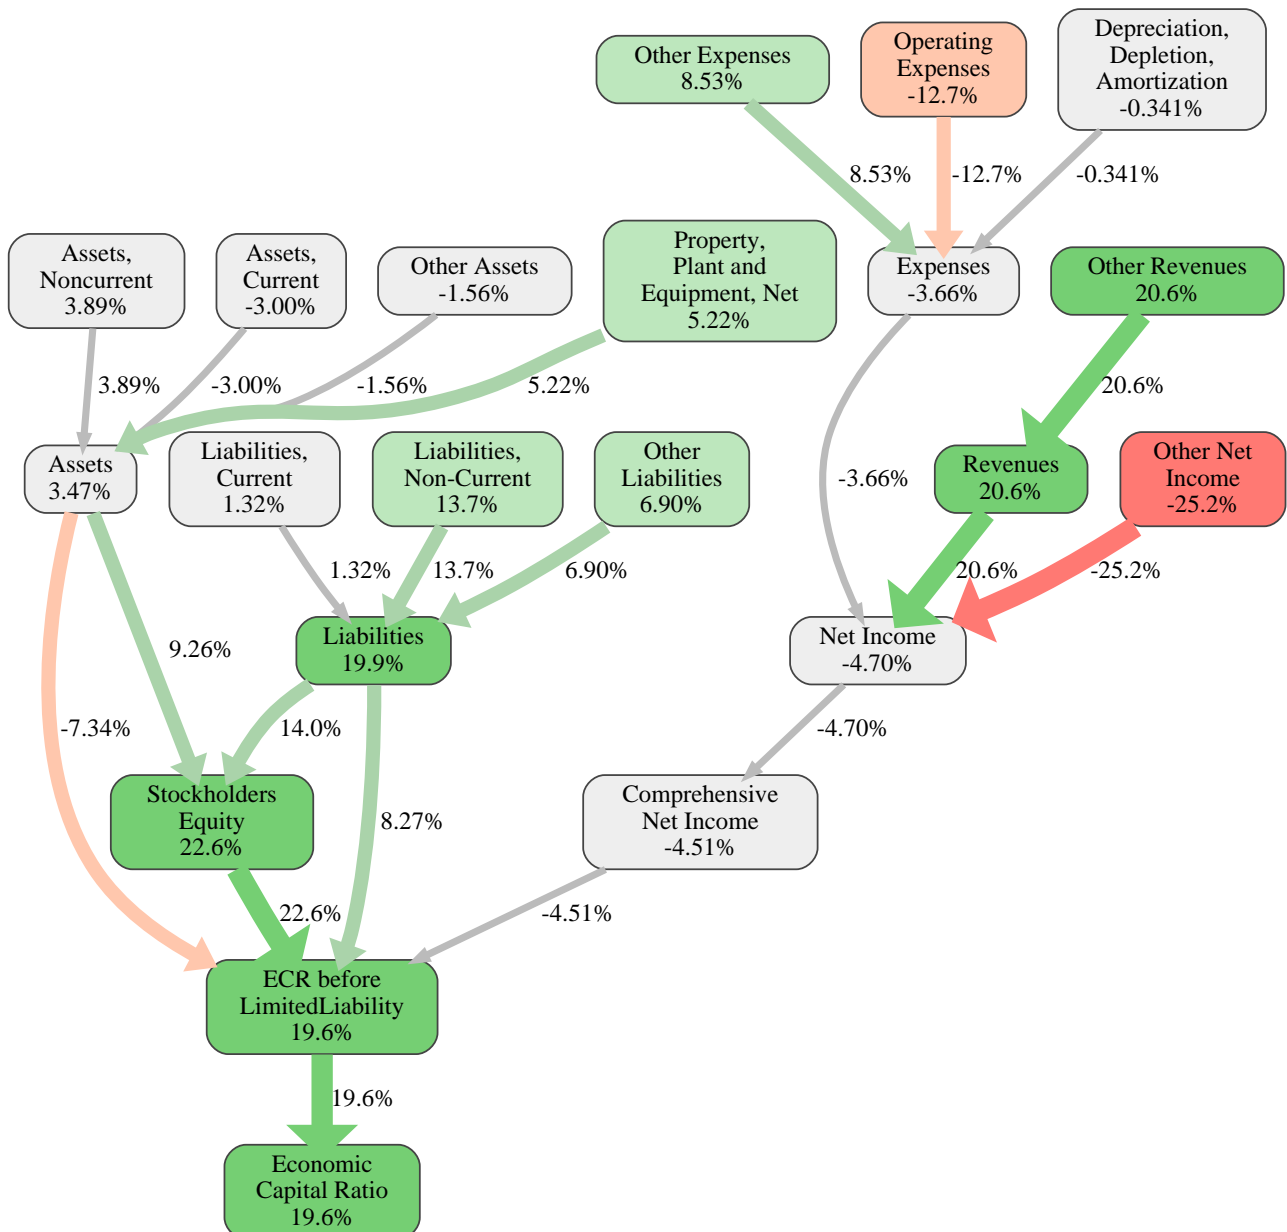 Other Expenses
8.53%
Operating
Expenses
-12.7%
Depreciation,
Depletion,
Amortization
-0.341%
8.53%
-12.7%
-0.341%
Assets,
Noncurrent
3.89%
Assets,
Current
-3.00%
Other Assets
-1.56%
Property,
Plant and
Equipment, Net
5.22%
Expenses
-3.66%
Other Revenues
20.6%
3.89%
-3.00%
-1.56%
5.22%
20.6%
Assets
3.47%
Liabilities,
Current
1.32%
Liabilities,
Non-Current
13.7%
Other
Liabilities
6.90%
-3.66%
Revenues
20.6%
Other Net
Income
-25.2%
1.32%
13.7%
6.90%
20.6%
-25.2%
9.26%
Liabilities
19.9%
Net Income
-4.70%
-7.34%
14.0%
-4.70%
Stockholders
Equity
22.6%
8.27%
Comprehensive
Net Income
-4.51%
22.6%
-4.51%
ECR before
LimitedLiability
19.6%
19.6%
Economic
Capital Ratio
19.6%